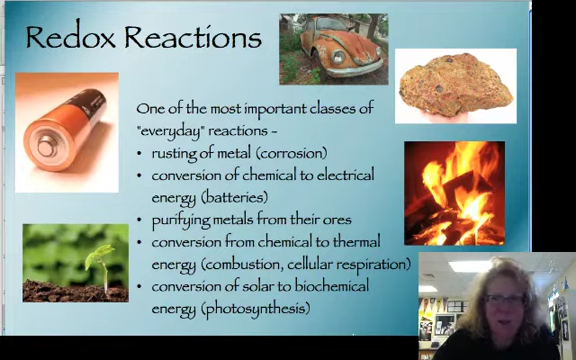 Redox Reactions
One of the most important classes of
"everyday" reactions -
• rusting of metal (corrosion)
• conversion of chemical to electrical
energy (batteries)
• purifying metals from their ores
• conversion from chemical to thermal
energy (combustion, cellular respiration)
• conversion of solar to biochemical
energy (photosynthesis)